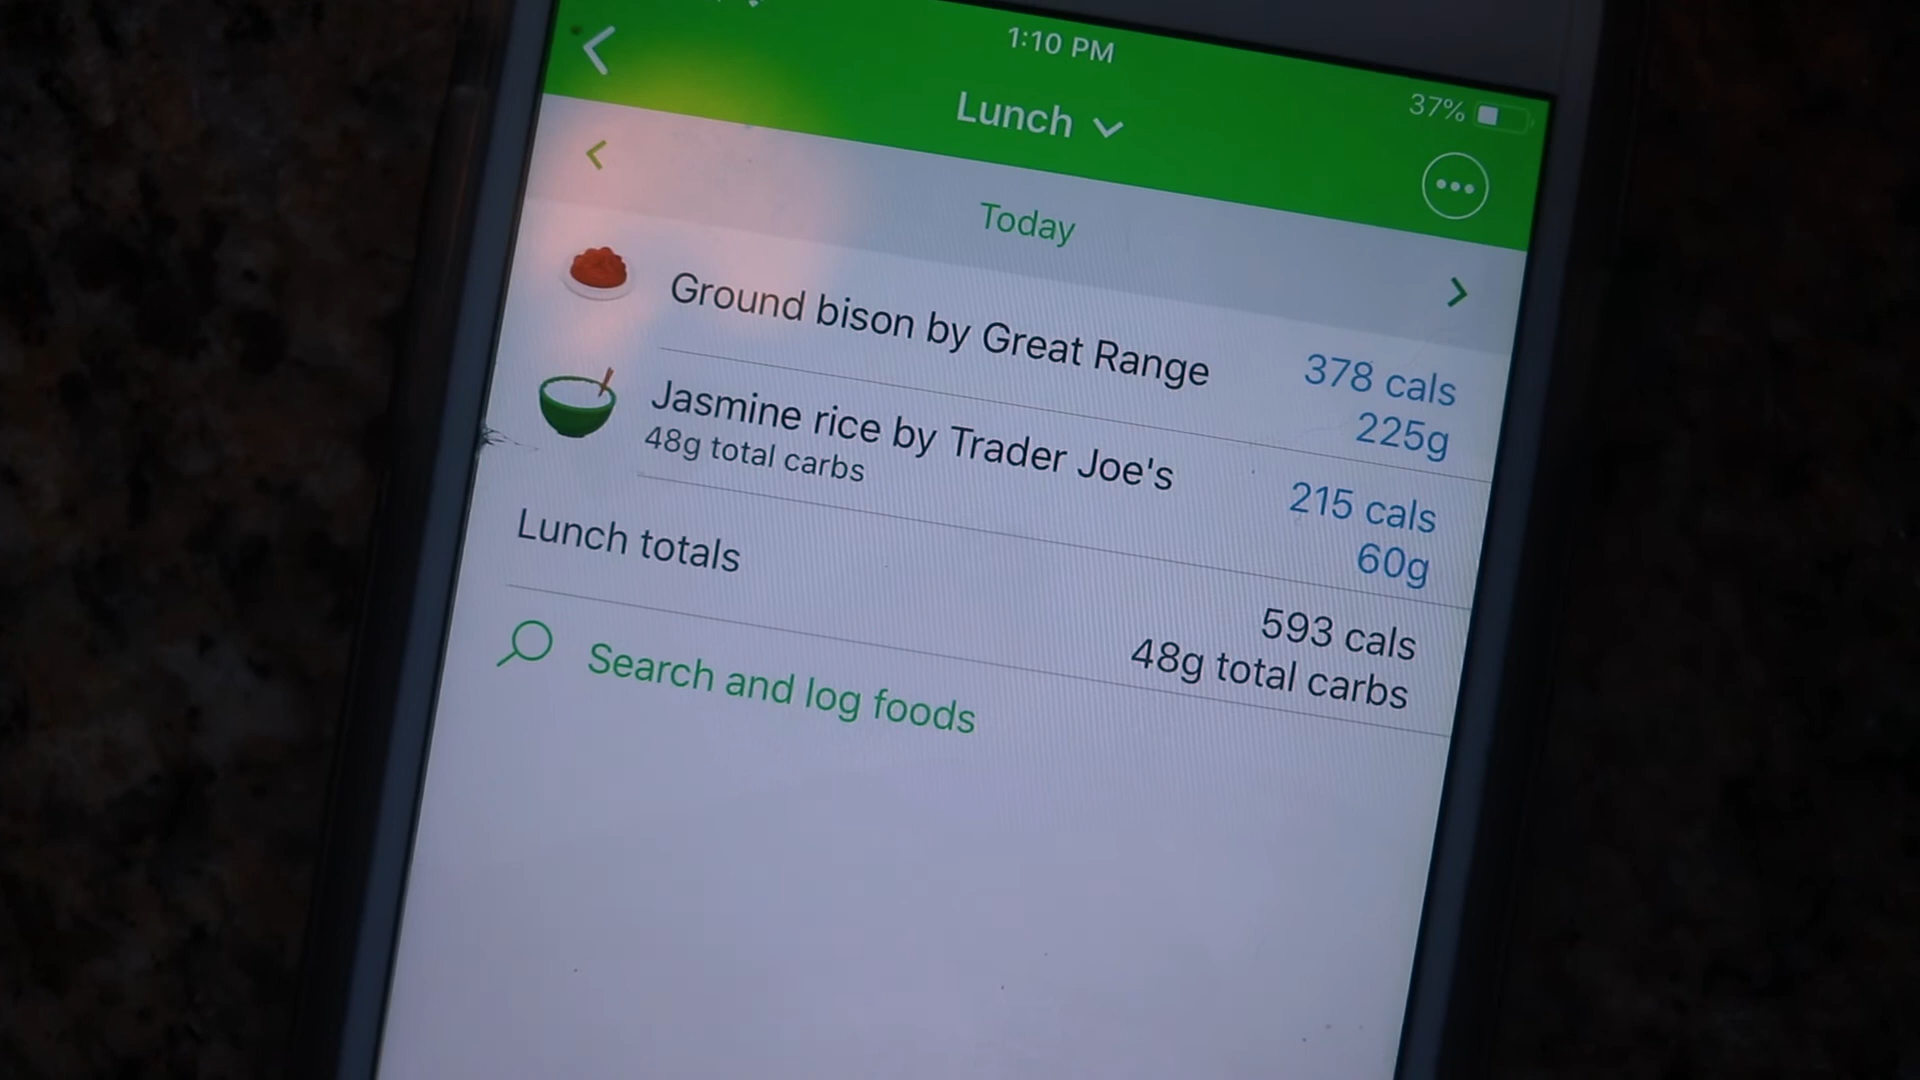 1:10 PM
37%
Lunch
Today
Ground bison by Great Range
378 cals
225g
Jasmine rice by Trader Joe's
48g total carbs
215 cals
60g
Lunch totals
593 cals
48g total carbs
Search and log foods